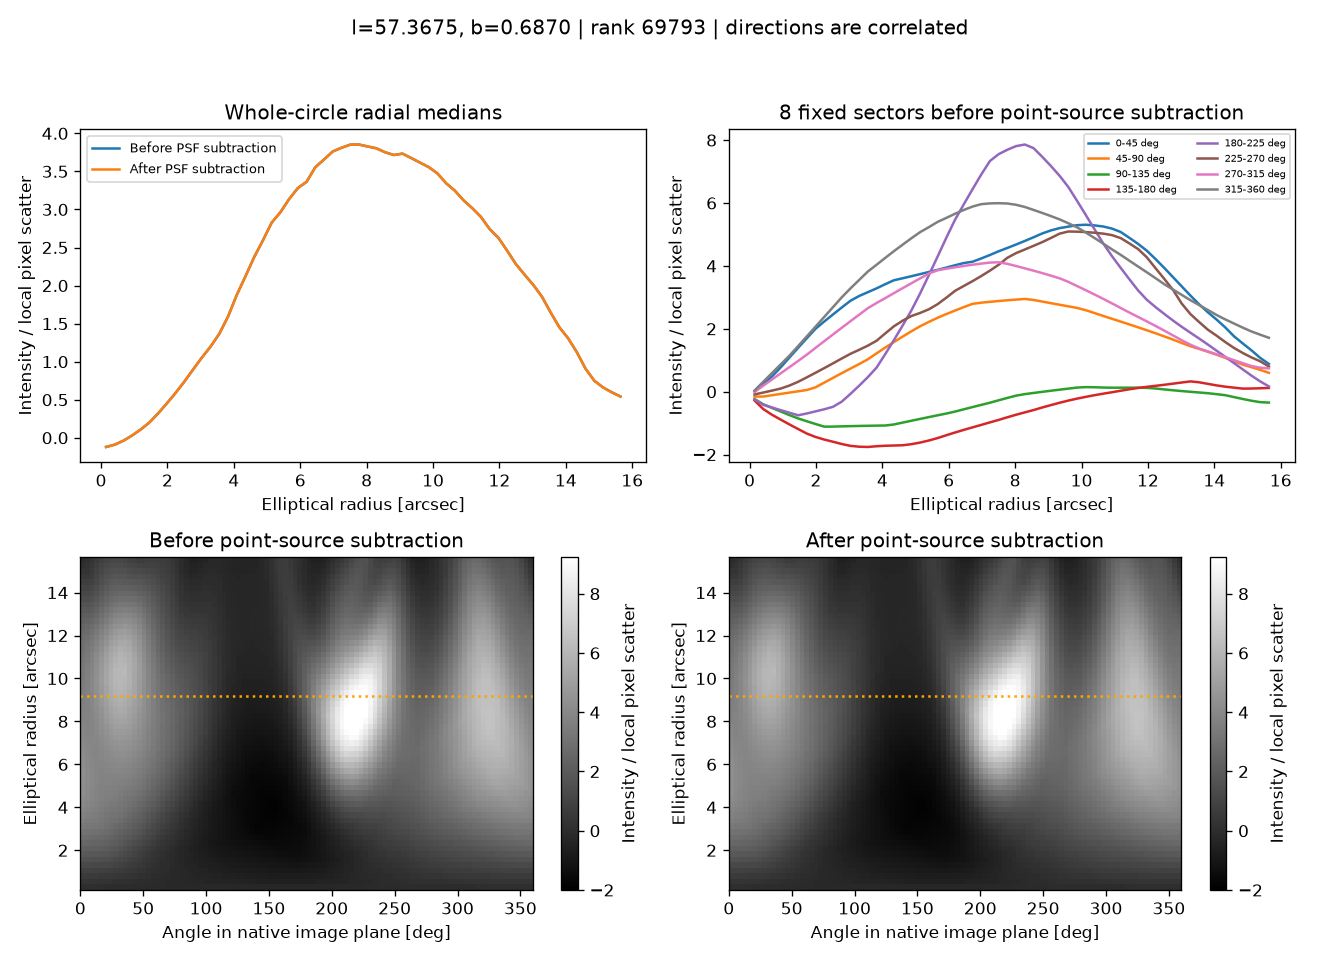 l=57.3675, b=0.6870 | rank 69793 | directions are correlated
Whole-circle radial medians
4.0
3.5
3.0
2.5
2.0
1.5
1.0
0.5
0.0
Intensity / local pixel scatter
Before PSF subtraction
After PSF subtraction
0 2 4 6 8 10 12 14 16
Elliptical radius [arcsec]
8 fixed sectors before point-source subtraction
8
6
4
2
0
−2
Intensity / local pixel scatter
0-45 deg
45-90 deg
90-135 deg
135-180 deg
180-225 deg
225-270 deg
270-315 deg
315-360 deg
0 2 4 6 8 10 12 14 16
Elliptical radius [arcsec]
Before point-source subtraction
14
12
10
8
6
4
2
Elliptical radius [arcsec]
0 50 100 150 200 250 300 350
Angle in native image plane [deg]
8
6
4
2
0
−2
Intensity / local pixel scatter
After point-source subtraction
14
12
10
8
6
4
2
Elliptical radius [arcsec]
0 50 100 150 200 250 300 350
Angle in native image plane [deg]
8
6
4
2
0
−2
Intensity / local pixel scatter